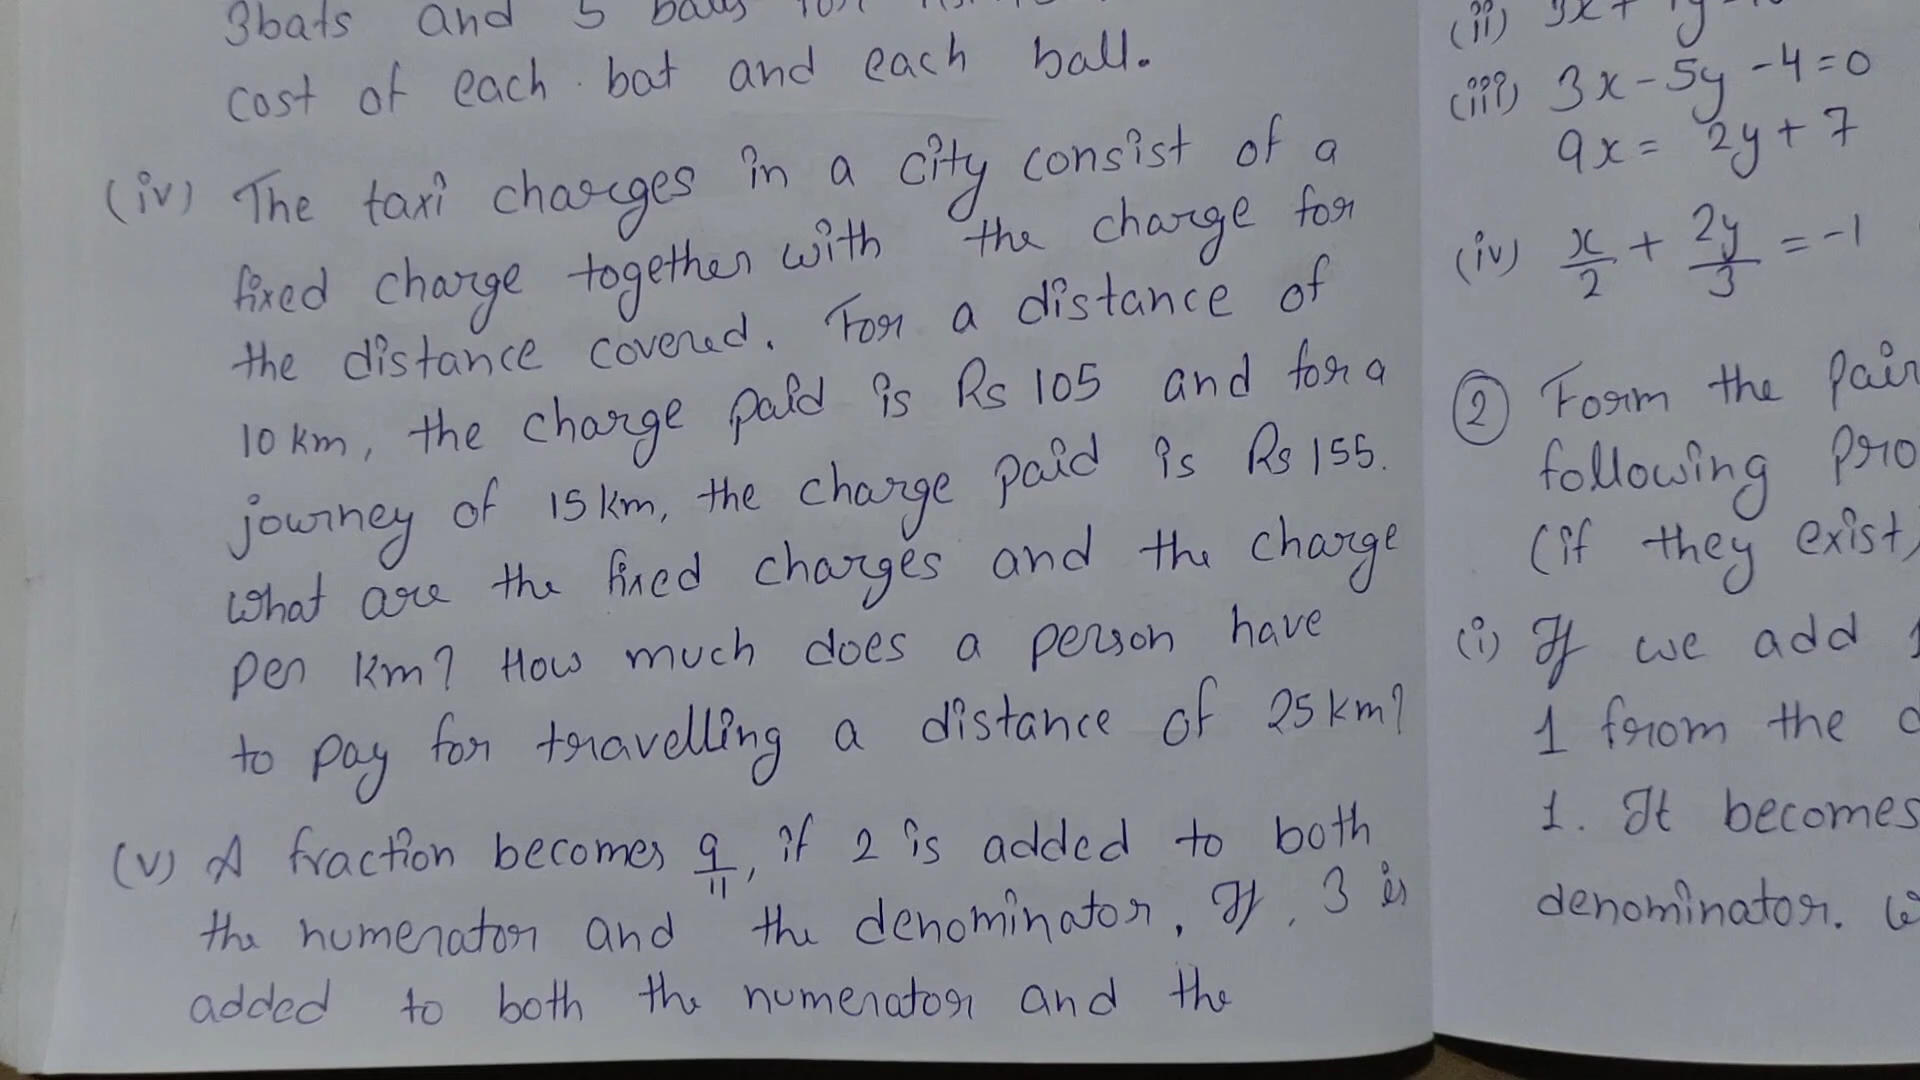 3bats and 5 balls for
cost of each bat and each ball.
(iv) The taxi charges in a city consist of a
fixed charge together with the charge for
the distance covered. For a distance of
10 km, the charge paid is Rs 105 and for a
journey of 15 km, the charge paid is Rs 155.
what are the fixed charges and the charge
per km? How much does a person have
to pay for travelling a distance of 25 km?
(v) A fraction becomes 9/11, if 2 is added to both
the numerator and the denominator. If, 3 is
added to both the numerator and the
(ii) 3x +
(iii) 3x - 5y - 4 = 0
9x = 2y + 7
(iv) x/2 + 2y/3 = -1
② Form the pair
following pro
(if they exist)
(i) If we add 1
1 from the d
1. It becomes
denominator. w